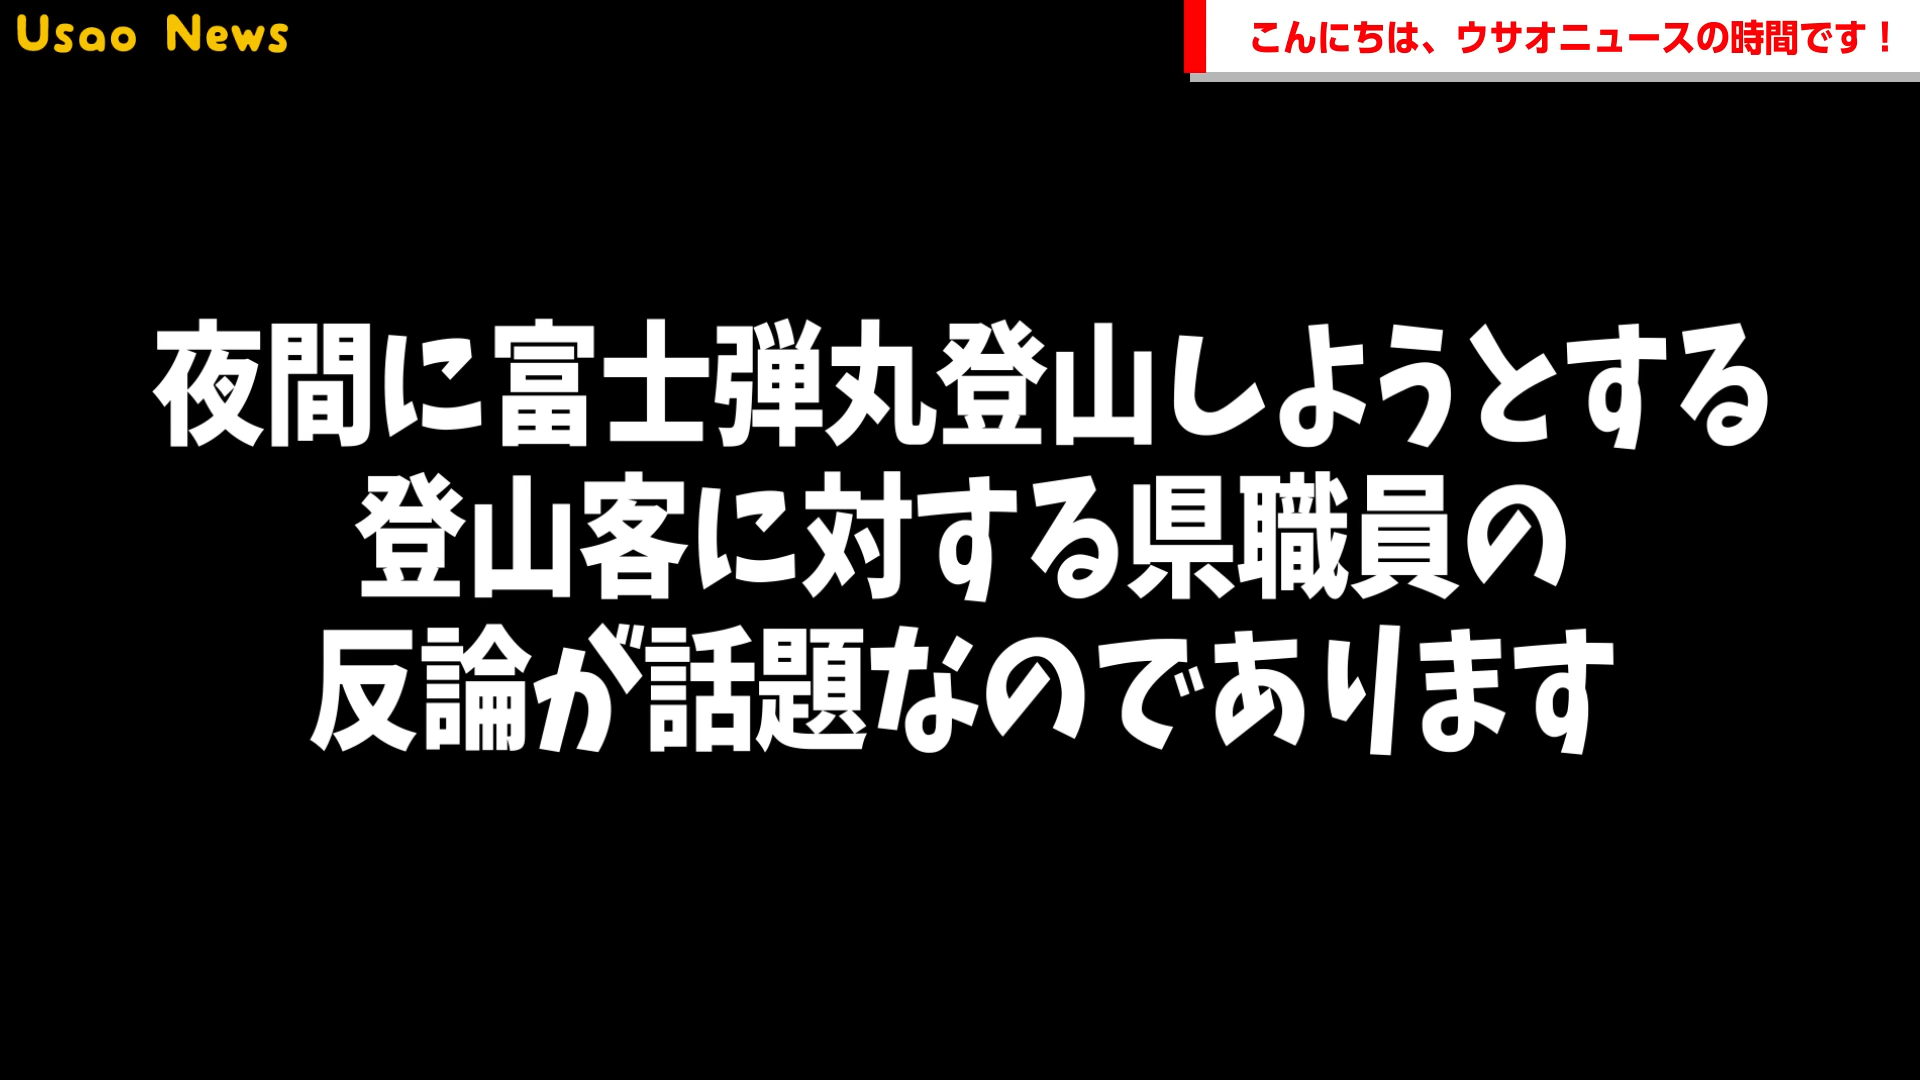 Usao News
こんにちは、ウサオニュースの時間です！
夜間に富士弾丸登山しようとする
登山客に対する県職員の
反論が話題なのであります